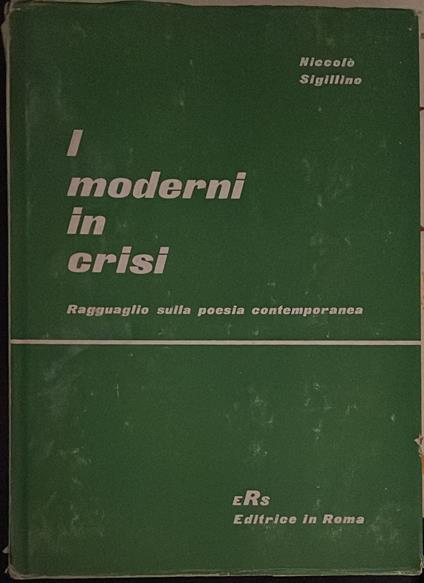 Niccolò
Sigillino
I
moderni
in
crisi
Ragguaglio sulla poesia contemporanea
ERS
Editrice in Roma